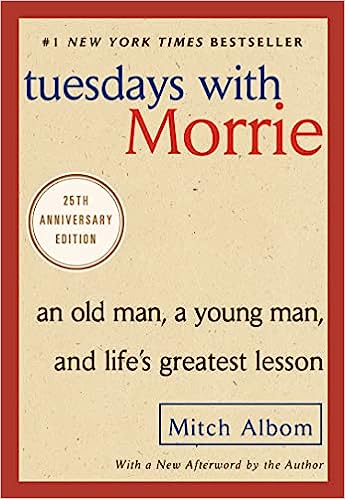 #1 NEW YORK TIMES BESTSELLER
tuesdays with
Morrie
25TH
ANNIVERSARY
EDITION
an old man, a young man,
and life's greatest lesson
Mitch Albom
With a New Afterword by the Author